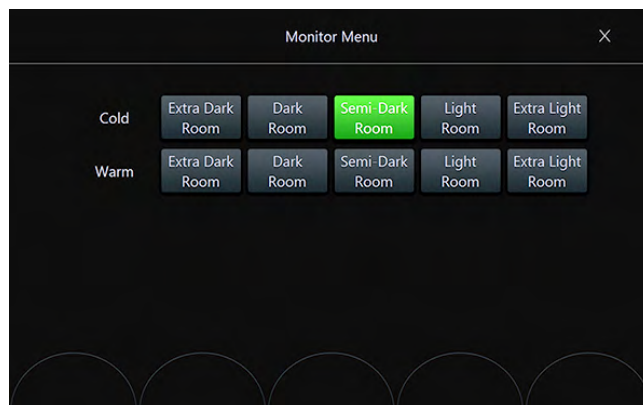 Monitor Menu
X
Cold
Extra Dark
Room
Dark
Room
Semi-Dark
Room
Light
Room
Extra Light
Room
Warm
Extra Dark
Room
Dark
Room
Semi-Dark
Room
Light
Room
Extra Light
Room